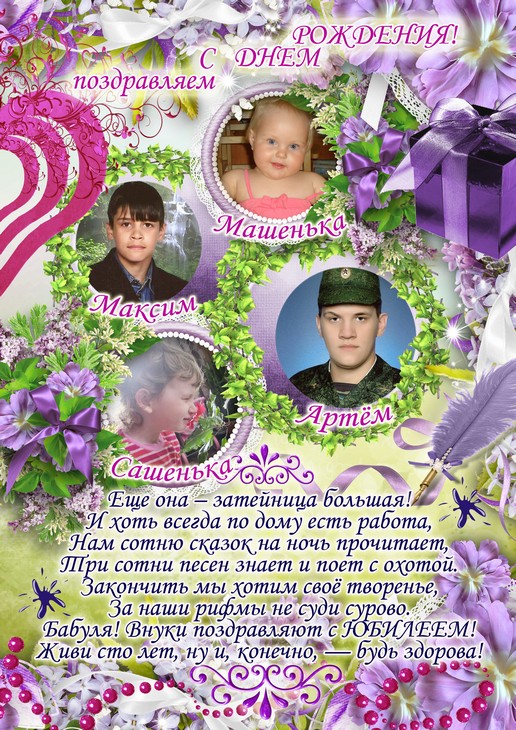 С ДНЕМ РОЖДЕНИЯ!
поздравляем
Машенька
Максим
Артём
Сашенька
Еще она – затейница большая!
И хоть всегда по дому есть работа,
Нам сотню сказок на ночь прочитает,
Три сотни песен знает и поет с охотой.
Закончить мы хотим своё творенье,
За наши рифмы не суди сурово.
Бабуля! Внуки поздравляют с ЮБИЛЕЕМ!
Живи сто лет, ну и, конечно, — будь здорова!